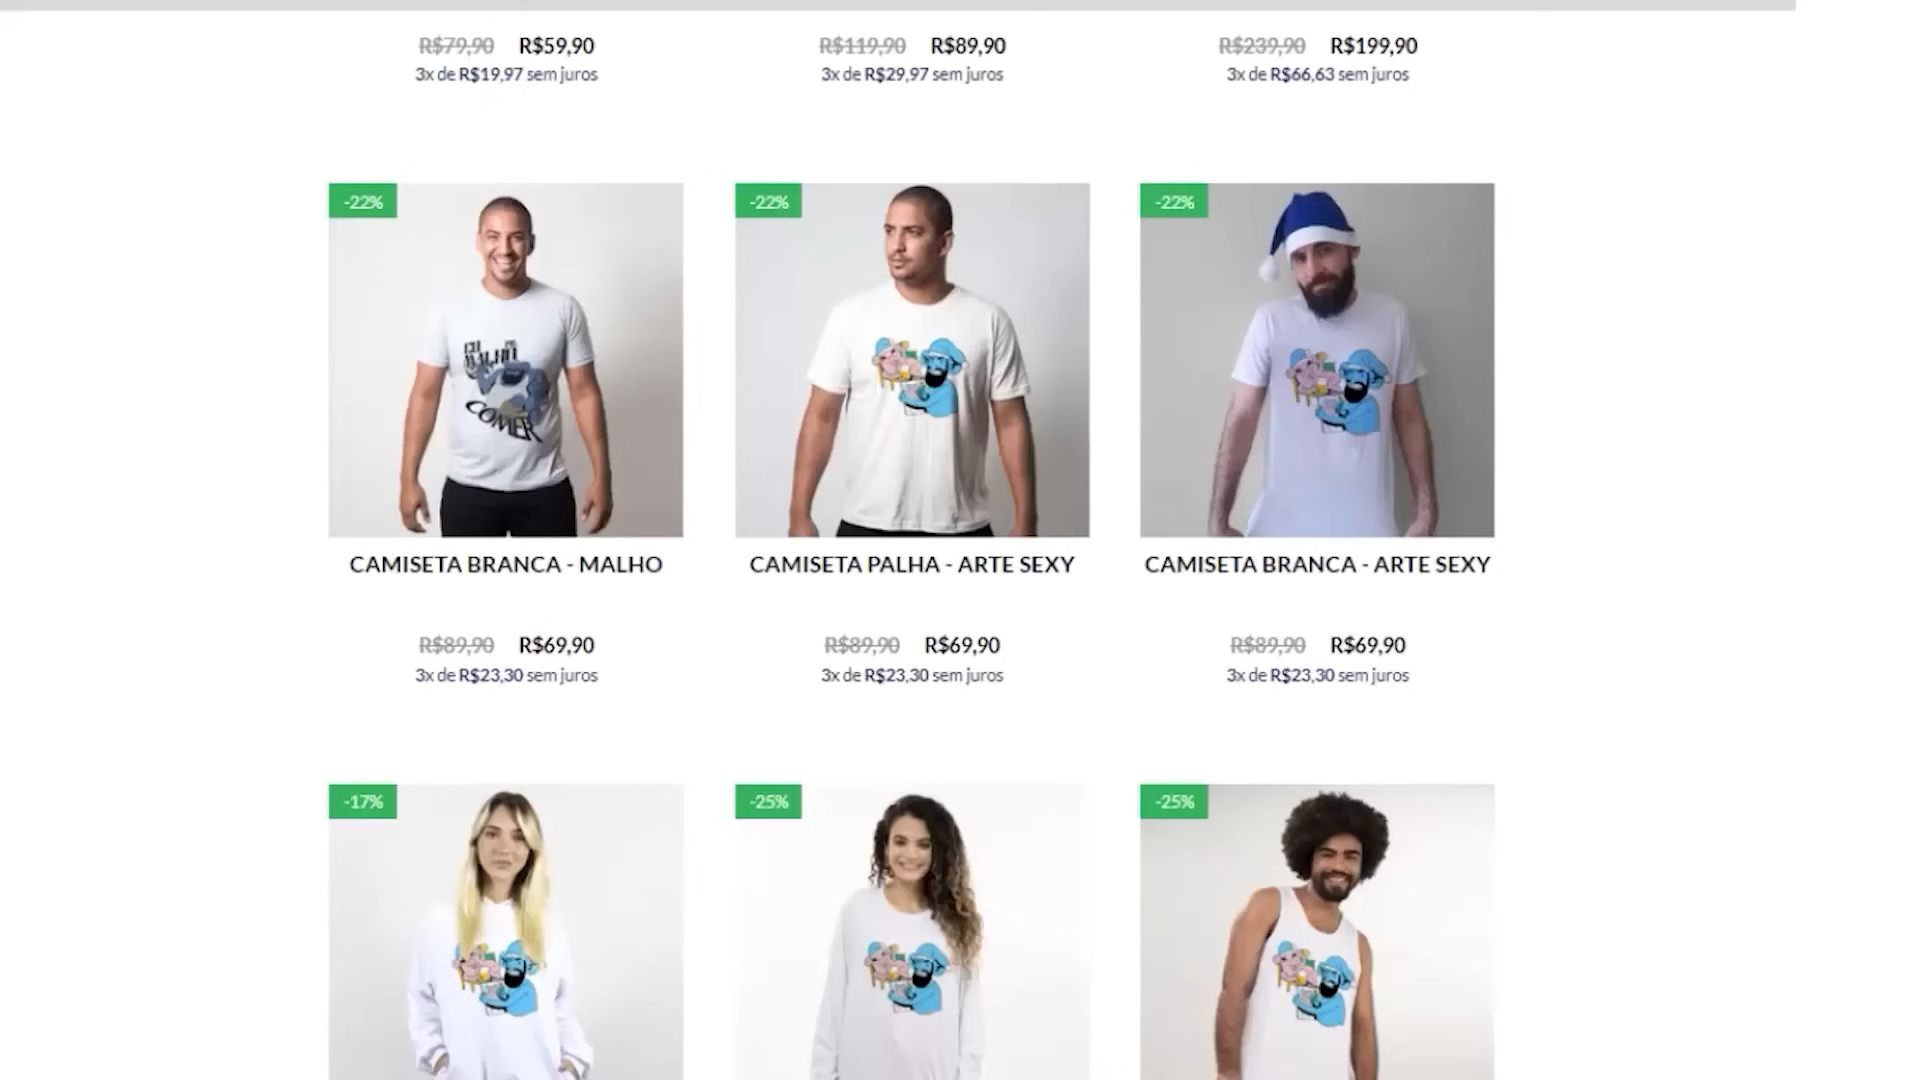 R$79,90 R$59,90
3x de R$19,97 sem juros
R$119,90 R$89,90
3x de R$29,97 sem juros
R$239,90 R$199,90
3x de R$66,63 sem juros
-22%
COMER
CAMISETA BRANCA - MALHO
R$89,90 R$69,90
3x de R$23,30 sem juros
-22%
CAMISETA PALHA - ARTE SEXY
R$89,90 R$69,90
3x de R$23,30 sem juros
-22%
CAMISETA BRANCA - ARTE SEXY
R$89,90 R$69,90
3x de R$23,30 sem juros
-17%
-25%
-25%